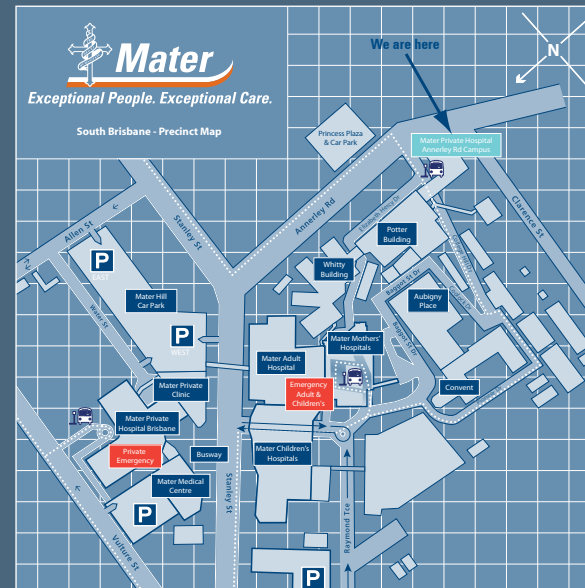 We are here
N
Mater
Exceptional People. Exceptional Care.
South Brisbane - Precinct Map
Princess Plaza
& Car Park
Mater Private Hospital
Annerley Rd Campus
Annerley Rd
Clarence St
Stanley St
Allen St
Potter
Building
P
EAST
Whitty
Building
Mater Hill
Car Park
Aubigny
Place
Water St
P
WEST
Mater Mothers'
Hospitals
Mater Adult
Hospital
Mater Private
Clinic
Emergency
Adult &
Children's
Convent
Mater Private
Hospital Brisbane
Private
Emergency
Busway
Mater Children's
Hospitals
Mater Medical
Centre
Stanley St
P
Raymond Tce
Vulture St
P